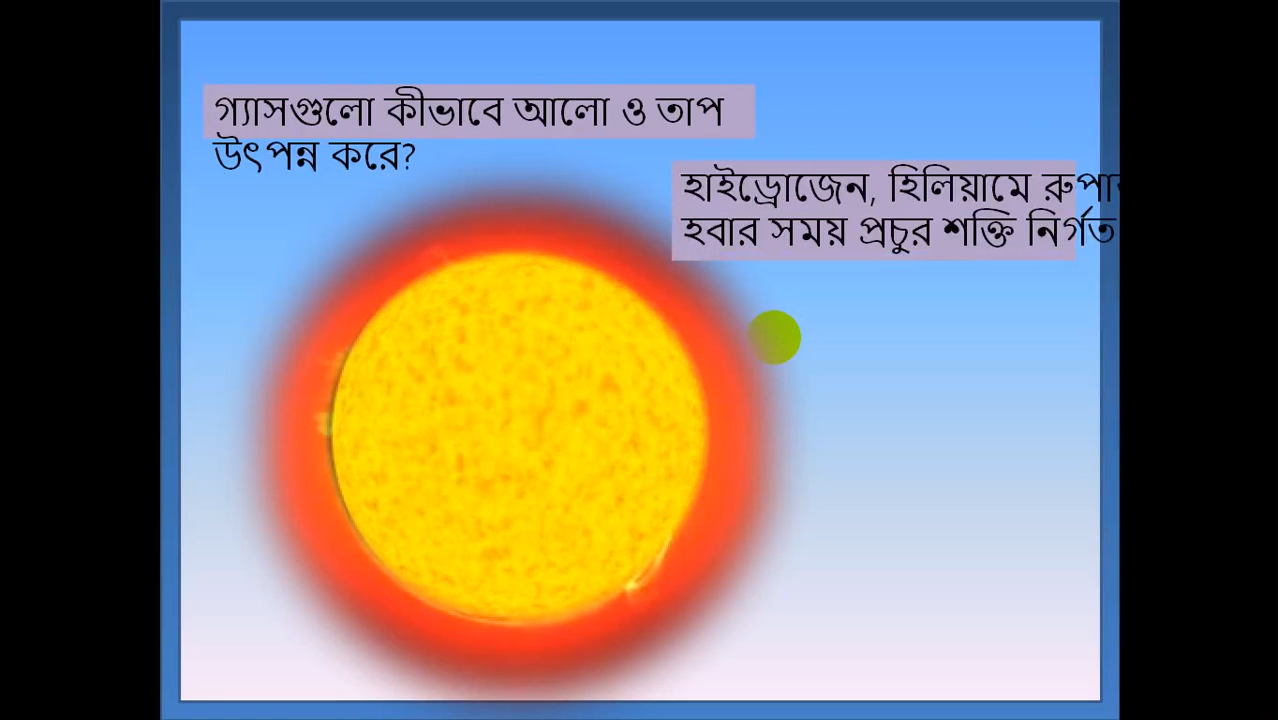 গ্যাসগুলো কীভাবে আলো ও তাপ
উৎপন্ন করে?
হাইড্রোজেন, হিলিয়ামে
হবার সময় প্রচুর শক্তি নির্গত